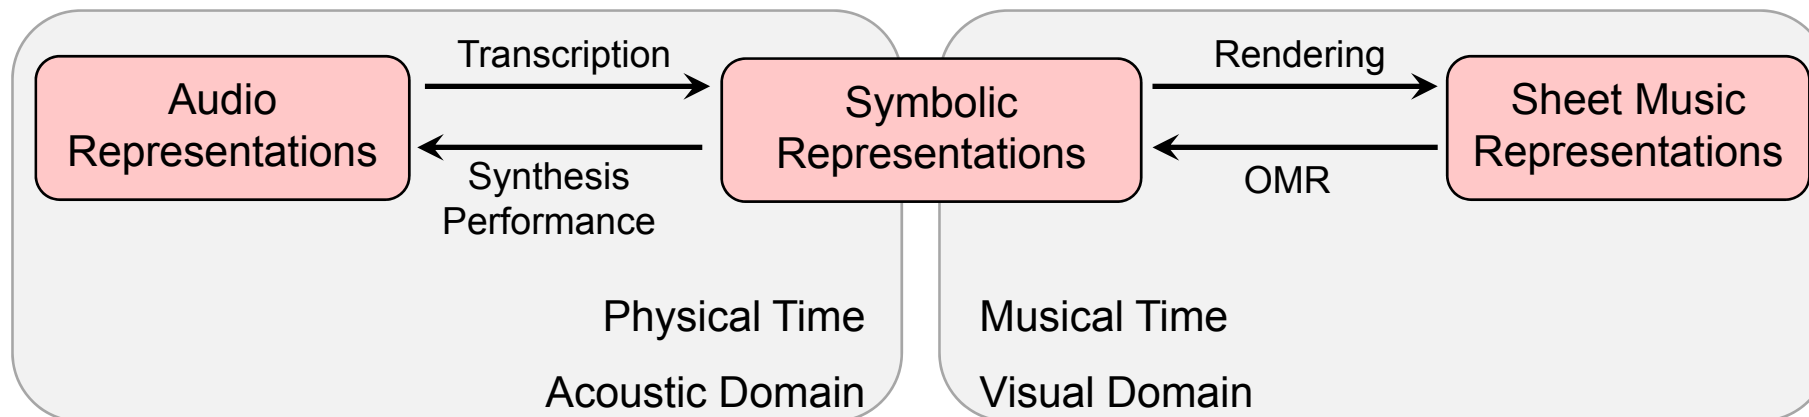 Audio
Representations
Transcription
Synthesis
Performance
Symbolic
Representations
Rendering
OMR
Sheet Music
Representations
Physical Time
Acoustic Domain
Musical Time
Visual Domain